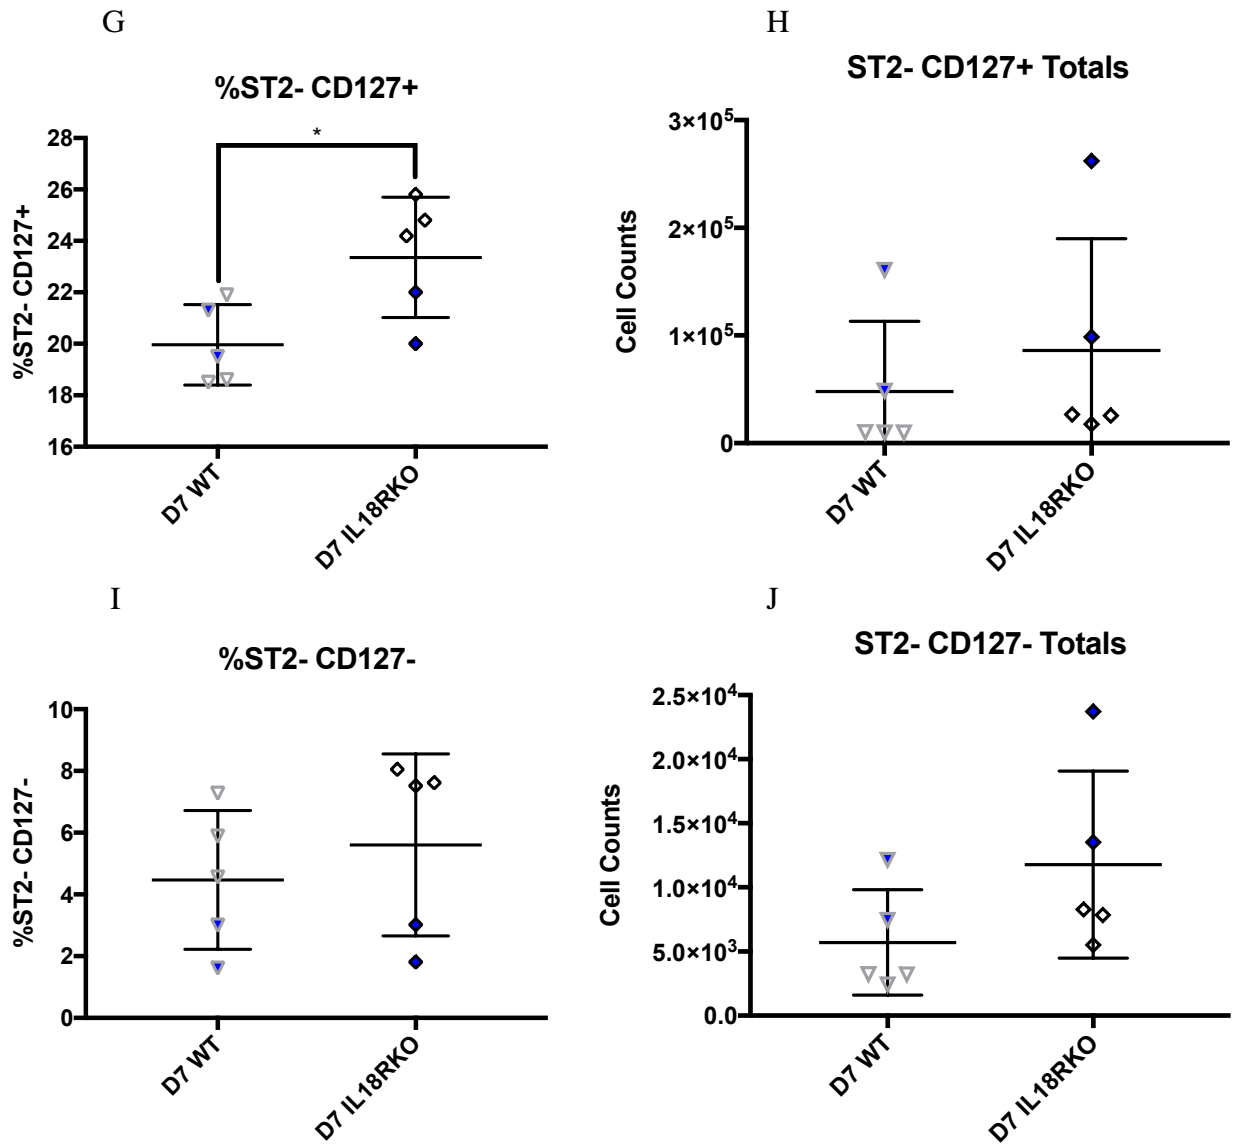 G
%ST2- CD127+
%ST2- CD127+
28
26
24
22
20
18
16
*
D7 WT
D7 IL18RKO
H
ST2- CD127+ Totals
Cell Counts
3×10⁵
2×10⁵
1×10⁵
0
D7 WT
D7 IL18RKO
I
%ST2- CD127-
%ST2- CD127-
10
8
6
4
2
0
D7 WT
D7 IL18RKO
J
ST2- CD127- Totals
Cell Counts
2.5×10⁴
2.0×10⁴
1.5×10⁴
1.0×10⁴
5.0×10³
0.0
D7 WT
D7 IL18RKO